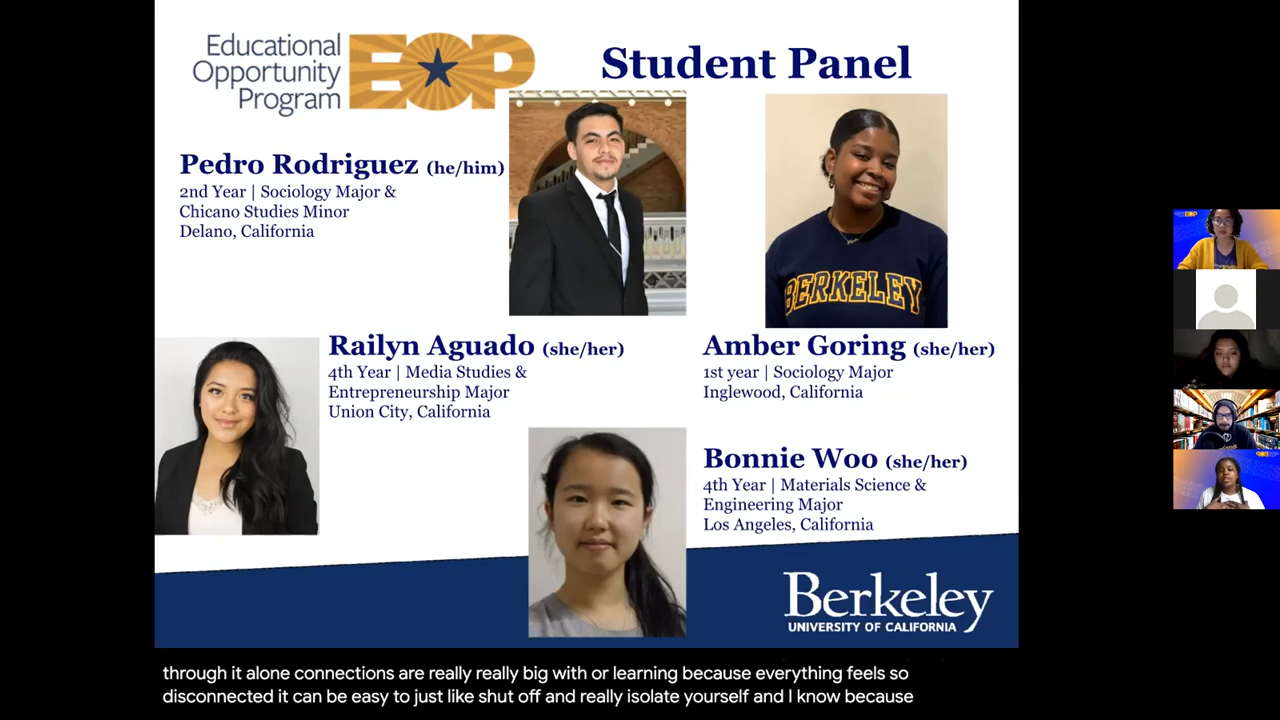 Educational
Opportunity
Program
EOP
Student Panel
Pedro Rodriguez (he/him)
2nd Year | Sociology Major &
Chicano Studies Minor
Delano, California
BERKELEY
Railyn Aguado (she/her)
4th Year | Media Studies &
Entrepreneurship Major
Union City, California
Amber Goring (she/her)
1st year | Sociology Major
Inglewood, California
Bonnie Woo (she/her)
4th Year | Materials Science &
Engineering Major
Los Angeles, California
Berkeley
UNIVERSITY OF CALIFORNIA
EOP
through it alone connections are really really big with or learning because everything feels so
disconnected it can be easy to just like shut off and really isolate yourself and I know because